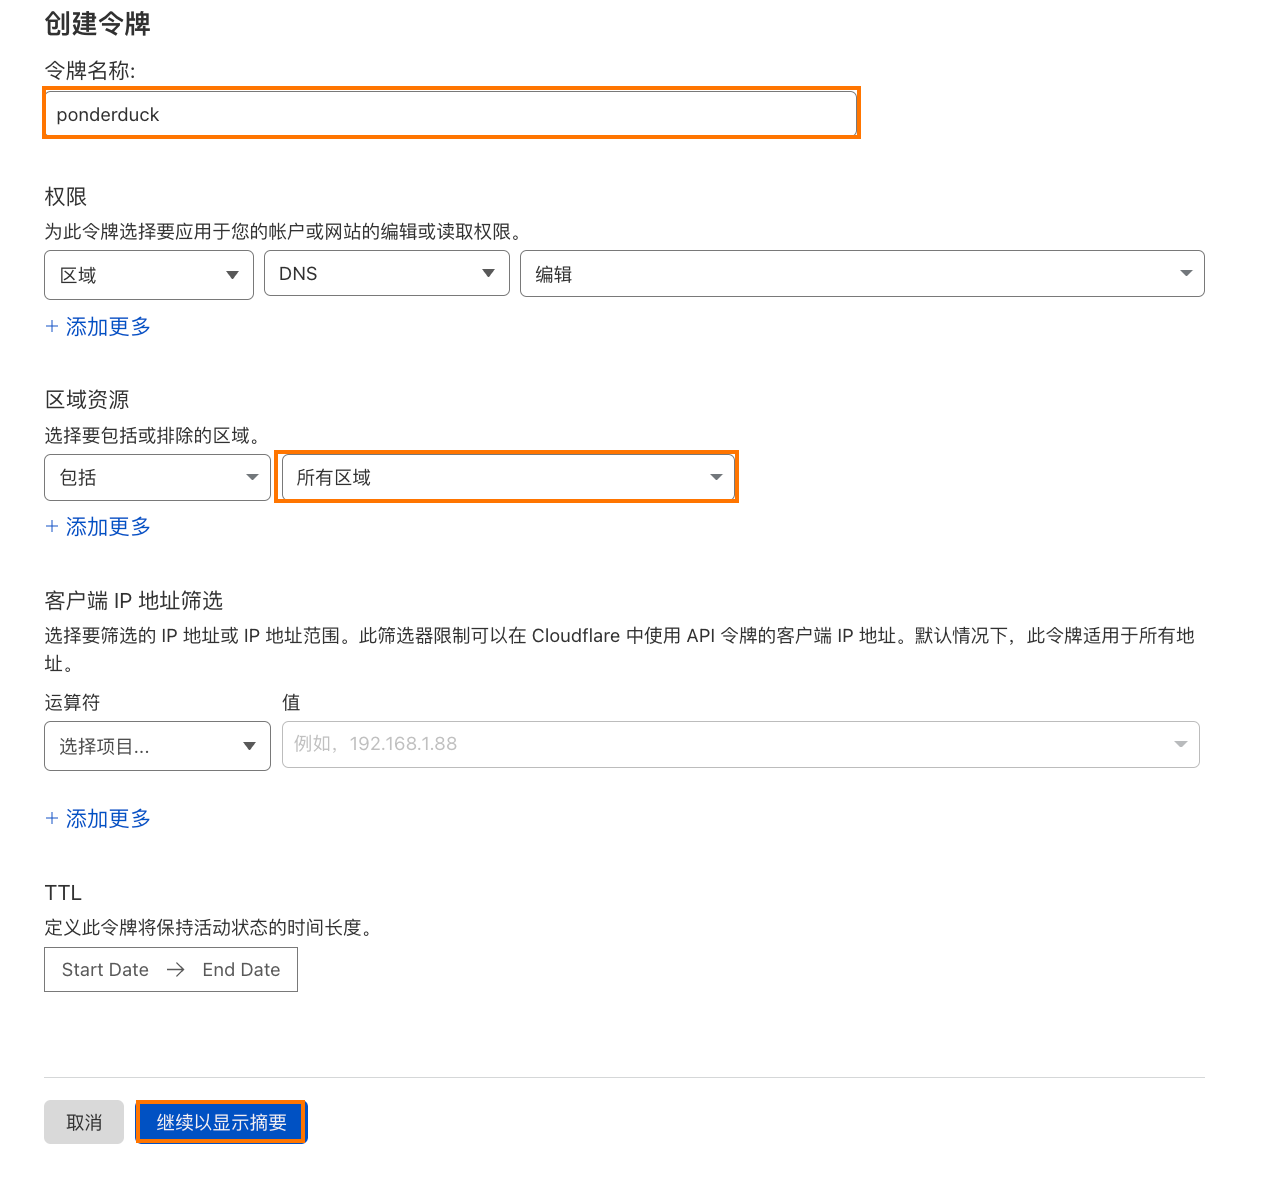 创建令牌
令牌名称:
ponderduck
权限
为此令牌选择要应用于您的帐户或网站的编辑或读取权限。
区域 DNS 编辑
+ 添加更多
区域资源
选择要包括或排除的区域。
包括 所有区域
+ 添加更多
客户端 IP 地址筛选
选择要筛选的 IP 地址或 IP 地址范围。此筛选器限制可以在 Cloudflare 中使用 API 令牌的客户端 IP 地址。默认情况下，此令牌适用于所有地
址。
运算符 值
选择项目... 例如，192.168.1.88
+ 添加更多
TTL
定义此令牌将保持活动状态的时间长度。
Start Date → End Date
取消 继续以显示摘要